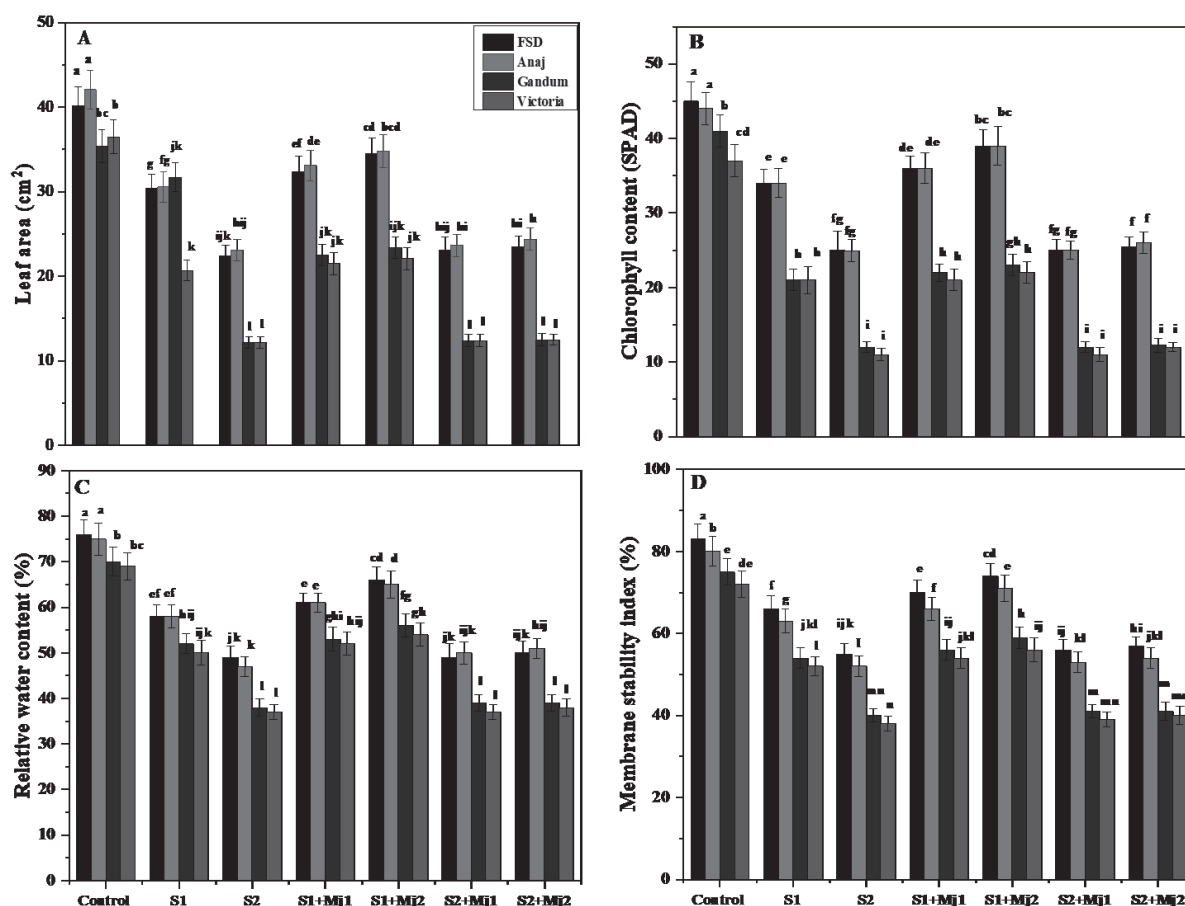 A
FSD
Anaj
Gandum
Victoria
Leaf area (cm²)
50
40
30
20
10
0
a a bc b
g fg jk k
ijk hij l l
ef de jk jk
cd bcd ijk jk
hij hi l l
hi h l l
B
Chlorophyll content (SPAD)
50
40
30
20
10
0
a a b cd
e e h h
fg fg i i
de de h h
bc bc gh h
fg fg i i
f f i i
C
Relative water content (%)
90
80
70
60
50
40
30
20
10
0
a a b bc
ef ef hij ijk
jk k l l
e e ghi hij
cd d fg gh
jk ijk l l
ijk hij l l
Control S1 S2 S1+Mj1 S1+Mj2 S2+Mj1 S2+Mj2
D
Membrane stability index (%)
100
80
60
40
20
0
a b c de
f g jkl l
ijk l mn n
e f ij jkl
cd e h ij
ij kl m mn
hi jkl m mn
Control S1 S2 S1+Mj1 S1+Mj2 S2+Mj1 S2+Mj2